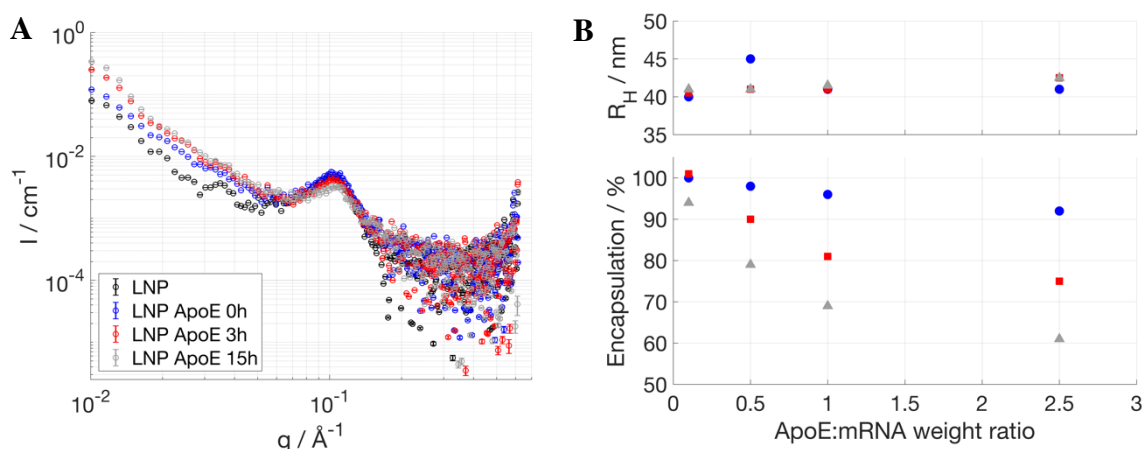 A
10^0
10^-2
10^-4
I / cm^-1
LNP
LNP ApoE 0h
LNP ApoE 3h
LNP ApoE 15h
10^-2
10^-1
q / Å^-1
B
50
45
40
35
R_H / nm
100
90
80
70
60
50
Encapsulation / %
0
0.5
1
1.5
2
2.5
3
ApoE:mRNA weight ratio